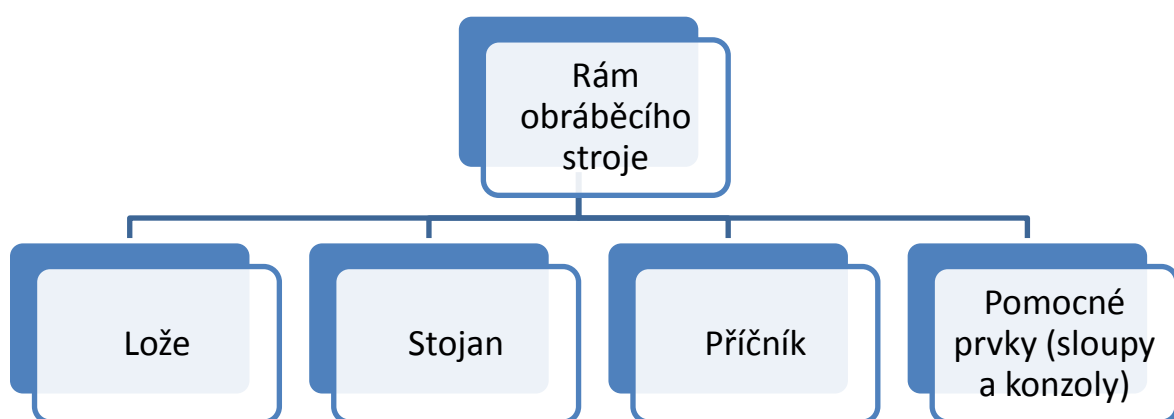 Rám
obráběcího
stroje
Lože
Stojan
Příčník
Pomocné
prvky (sloupy
a konzoly)